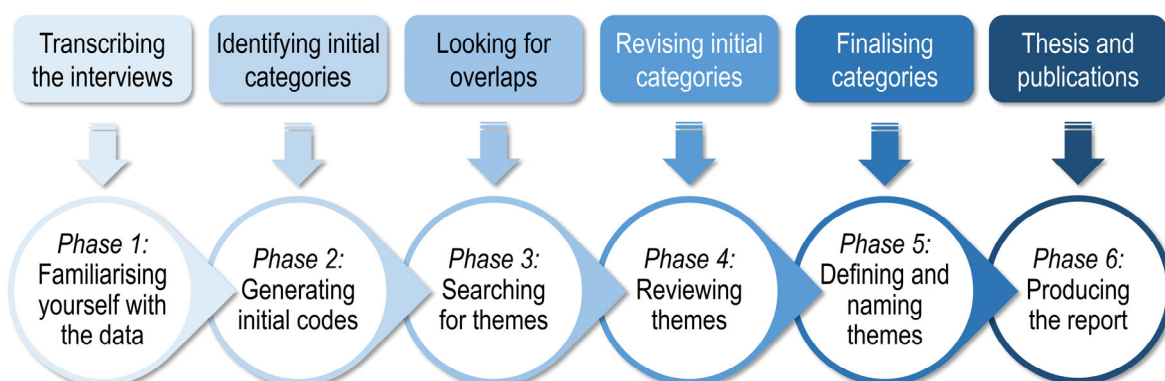 Transcribing
the interviews
Identifying initial
categories
Looking for
overlaps
Revising initial
categories
Finalising
categories
Thesis and
publications
Phase 1:
Familiarising
yourself with
the data
Phase 2:
Generating
initial codes
Phase 3:
Searching
for themes
Phase 4:
Reviewing
themes
Phase 5:
Defining and
naming
themes
Phase 6:
Producing
the report